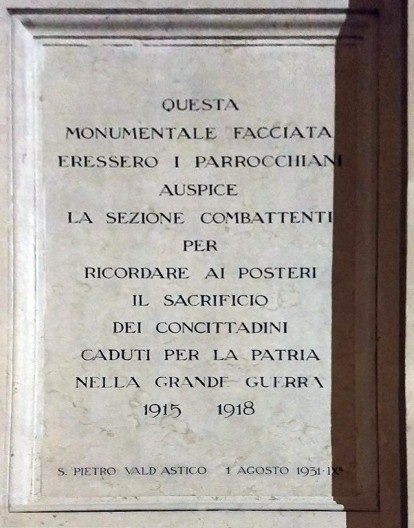 QUESTA
MONUMENTALE FACCIATA
ERESSERO I PARROCCHIANI
AUSPICE
LA SEZIONE COMBATTENTI
PER
RICORDARE AI POSTERI
IL SACRIFICIO
DEI CONCITTADINI
CADUTI PER LA PATRIA
NELLA GRANDE GUERRA
1915 1918
S. PIETRO VALD'ASTICO 1 AGOSTO 1931·IX°